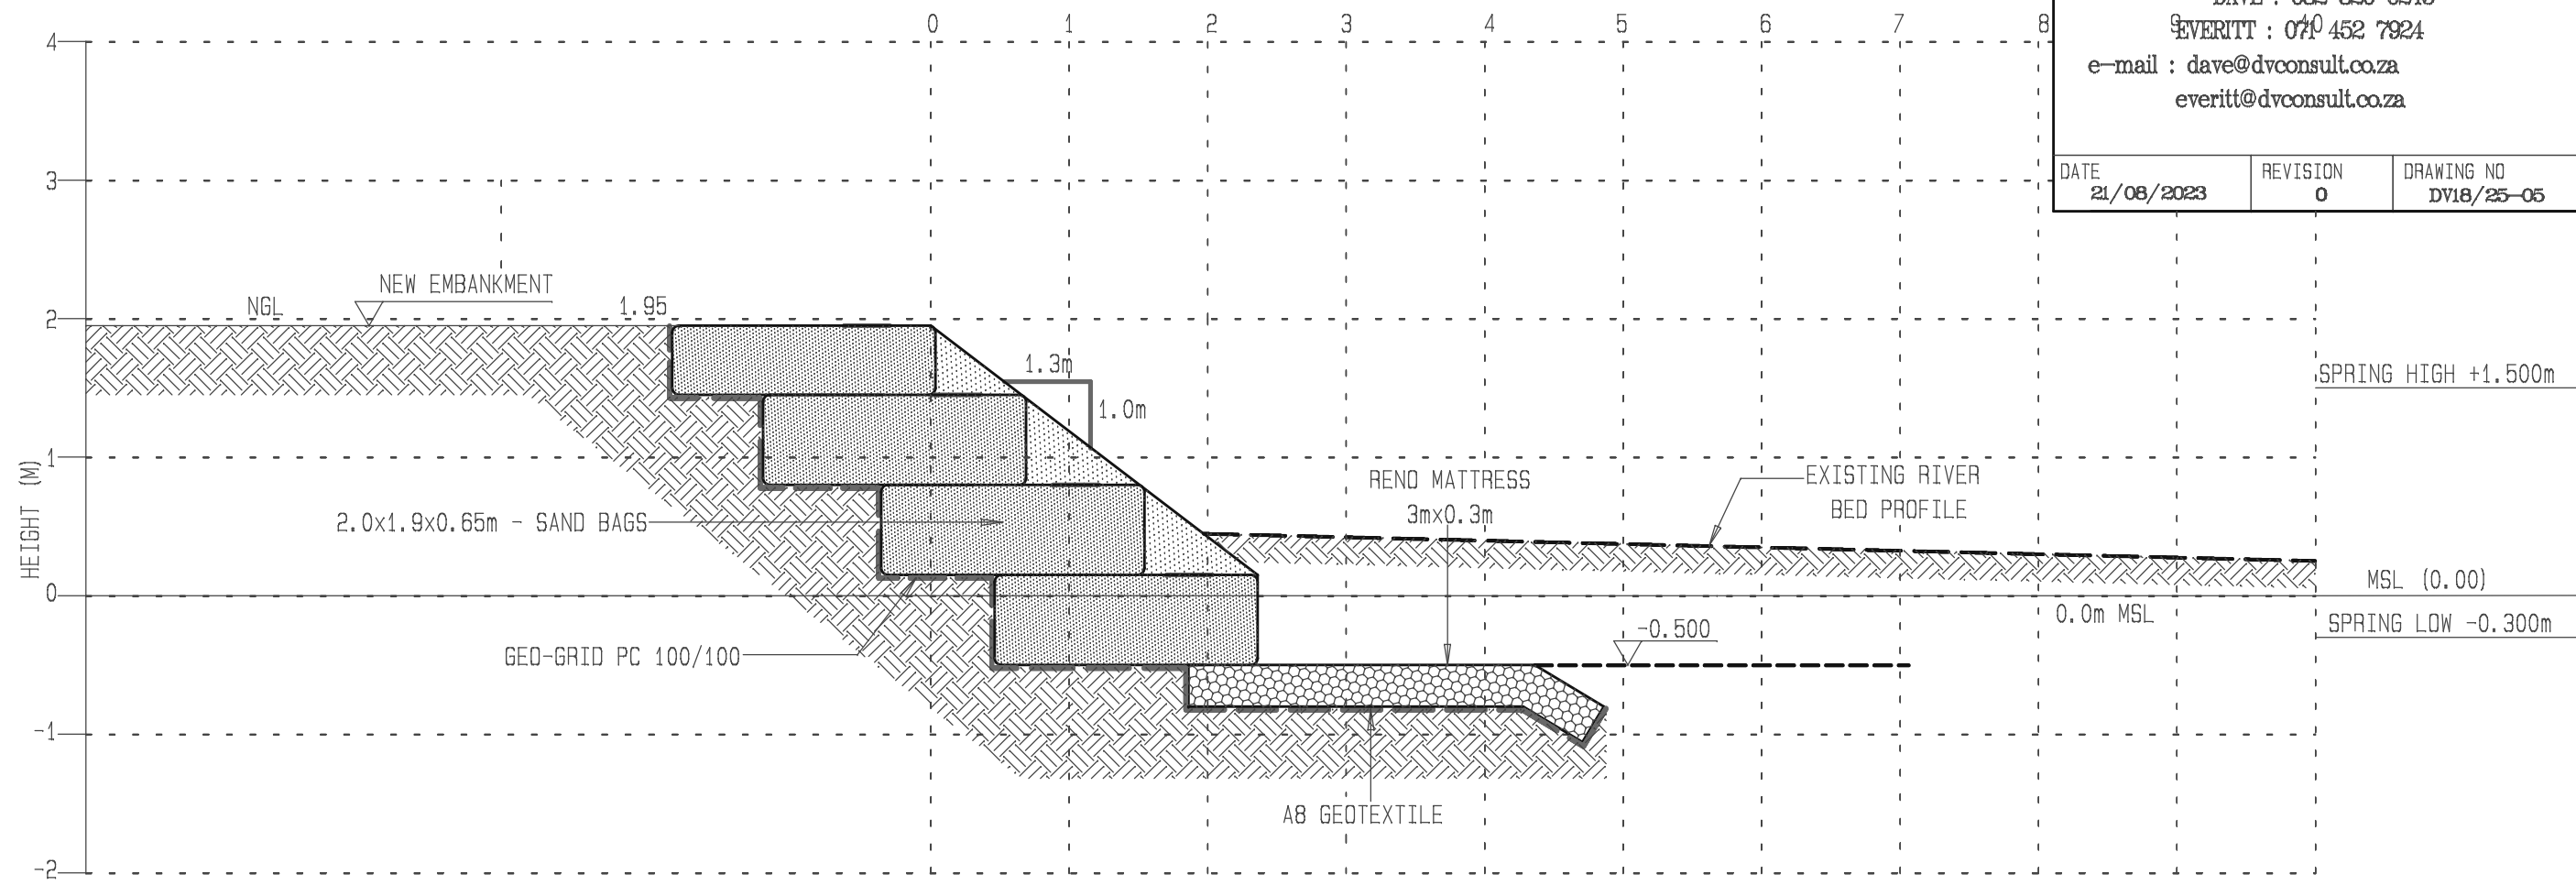 0 1 2 3 4 5 6 7 8 9 10
EVERITT : 071 452 7924
e-mail : dave@dvconsult.co.za
everitt@dvconsult.co.za
DATE
21/08/2023
REVISION
0
DRAWING NO
DV18/25-05
4
3
2
1
0
-1
-2
HEIGHT (M)
NGL
NEW EMBANKMENT
1.95
1.3m
1.0m
SPRING HIGH +1.500m
RENO MATTRESS
3mx0.3m
EXISTING RIVER
BED PROFILE
2.0x1.9x0.65m - SAND BAGS
MSL (0.00)
0.0m MSL
SPRING LOW -0.300m
-0.500
GEO-GRID PC 100/100
A8 GEOTEXTILE